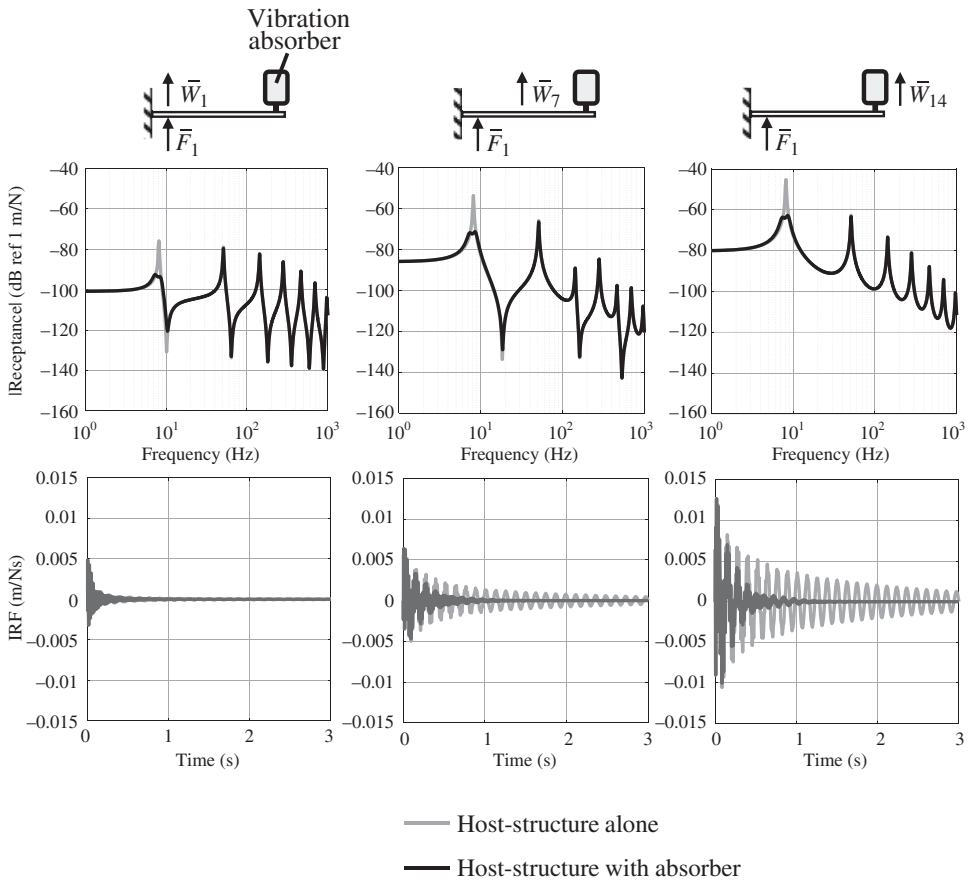 Vibration
absorber
W̄1 W̄7 W̄14
F̄1 F̄1 F̄1
|Receptance| (dB ref 1 m/N)
–40 –40 –40
–60 –60 –60
–80 –80 –80
–100 –100 –100
–120 –120 –120
–140 –140 –140
–160 –160 –160
10^0 10^1 10^2 10^3 10^0 10^1 10^2 10^3 10^0 10^1 10^2 10^3
Frequency (Hz) Frequency (Hz) Frequency (Hz)
IRF (m/Ns)
0.015 0.015 0.015
0.01 0.01 0.01
0.005 0.005 0.005
0 0 0
–0.005 –0.005 –0.005
–0.01 –0.01 –0.01
–0.015 –0.015 –0.015
0 1 2 3 0 1 2 3 0 1 2 3
Time (s) Time (s) Time (s)
Host-structure alone
Host-structure with absorber